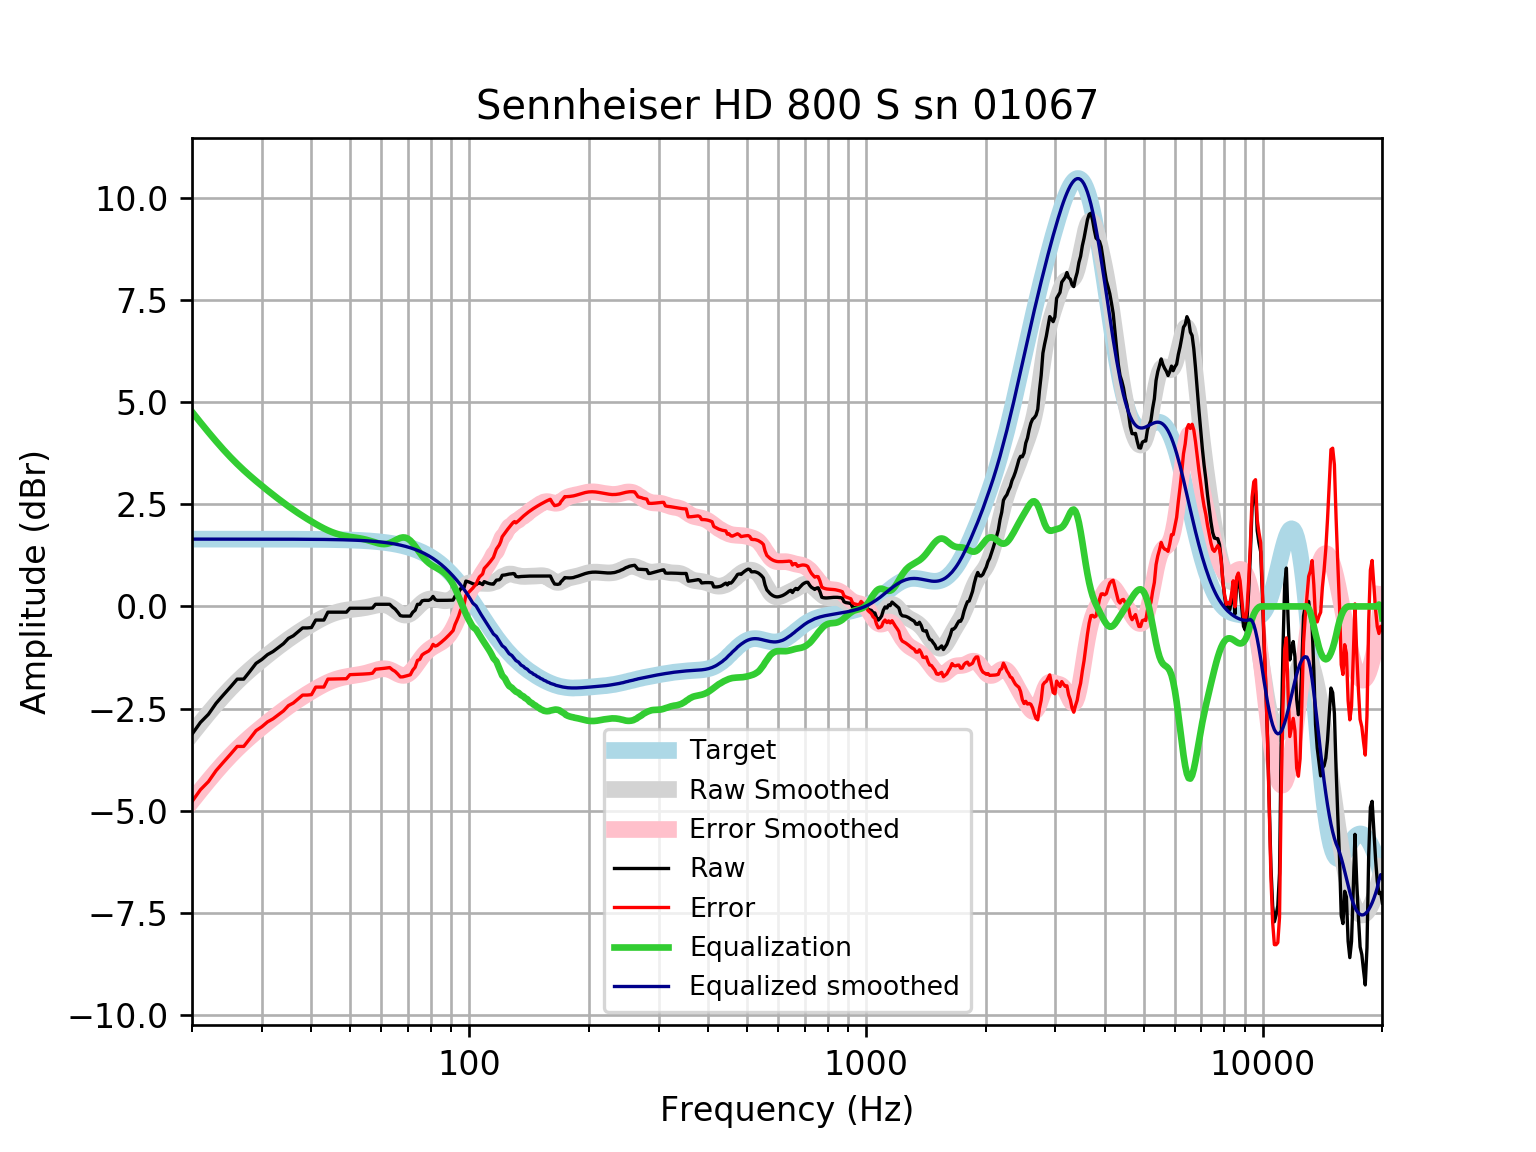 Sennheiser HD 800 S sn 01067
Amplitude (dBr)
10.0
7.5
5.0
2.5
0.0
−2.5
−5.0
−7.5
−10.0
Target
Raw Smoothed
Error Smoothed
Raw
Error
Equalization
Equalized smoothed
100 1000 10000
Frequency (Hz)